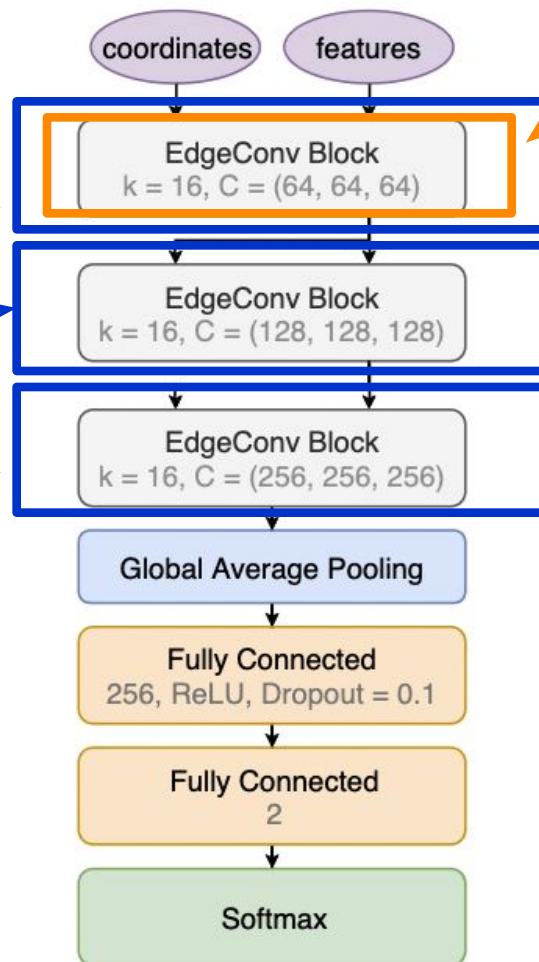 coordinates features
EdgeConv Block
k = 16, C = (64, 64, 64)
EdgeConv Block
k = 16, C = (128, 128, 128)
EdgeConv Block
k = 16, C = (256, 256, 256)
Global Average Pooling
Fully Connected
256, ReLU, Dropout = 0.1
Fully Connected
2
Softmax